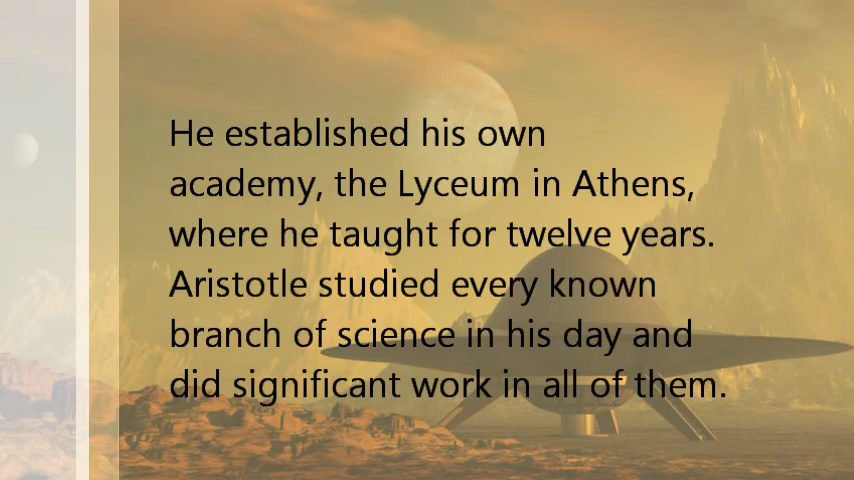 He established his own
academy, the Lyceum in Athens,
where he taught for twelve years.
Aristotle studied every known
branch of science in his day and
did significant work in all of them.